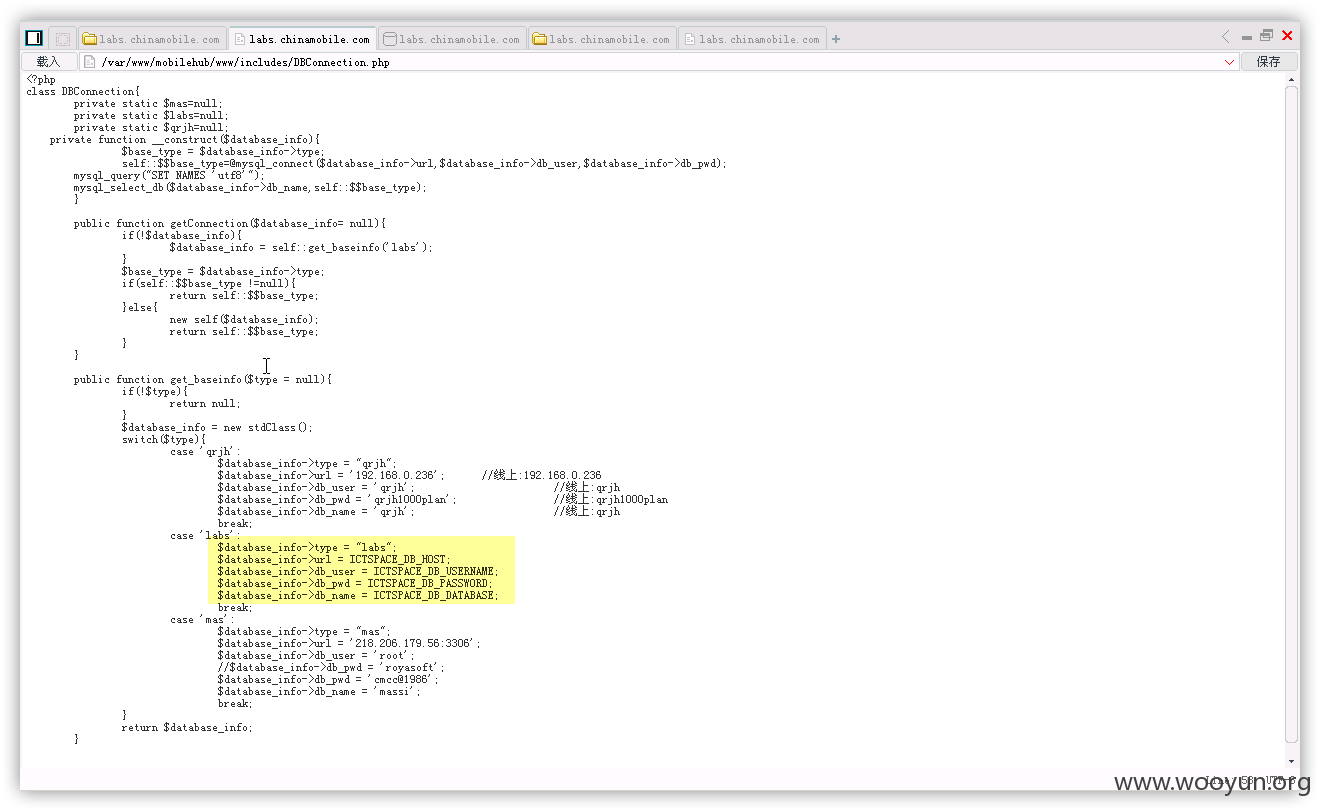 labs.chinamobile.com labs.chinamobile.com labs.chinamobile.com labs.chinamobile.com labs.chinamobile.com
载入 /var/www/mobilehub/www/includes/DBConnection.php 保存
<?php
class DBConnection{
private static $mas=null;
private static $labs=null;
private static $qrjh=null;
private function __construct($database_info){
$base_type = $database_info->type;
self::$$base_type=@mysql_connect($database_info->url,$database_info->db_user,$database_info->db_pwd);
mysql_query("SET NAMES 'utf8'");
mysql_select_db($database_info->db_name,self::$$base_type);
}
public function getConnection($database_info= null){
if(!$database_info){
$database_info = self::get_baseinfo('labs');
}
$base_type = $database_info->type;
if(self::$$base_type !=null){
return self::$$base_type;
}else{
new self($database_info);
return self::$$base_type;
}
}
public function get_baseinfo($type = null){
if(!$type){
return null;
}
$database_info = new stdClass();
switch($type){
case 'qrjh':
$database_info->type = "qrjh";
$database_info->url = '192.168.0.236'; //线上:192.168.0.236
$database_info->db_user = 'qrjh'; //线上:qrjh
$database_info->db_pwd = 'qrjh1000plan'; //线上:qrjh1000plan
$database_info->db_name = 'qrjh'; //线上:qrjh
break;
case 'labs':
$database_info->type = "labs";
$database_info->url = ICTSPACE_DB_HOST;
$database_info->db_user = ICTSPACE_DB_USERNAME;
$database_info->db_pwd = ICTSPACE_DB_PASSWORD;
$database_info->db_name = ICTSPACE_DB_DATABASE;
break;
case 'mas':
$database_info->type = "mas";
$database_info->url = '218.206.179.56:3306';
$database_info->db_user = 'root';
//$database_info->db_pwd = 'royasoft';
$database_info->db_pwd = 'cmcc@1986';
$database_info->db_name = 'massi';
break;
}
return $database_info;
}
www.wooyun.org